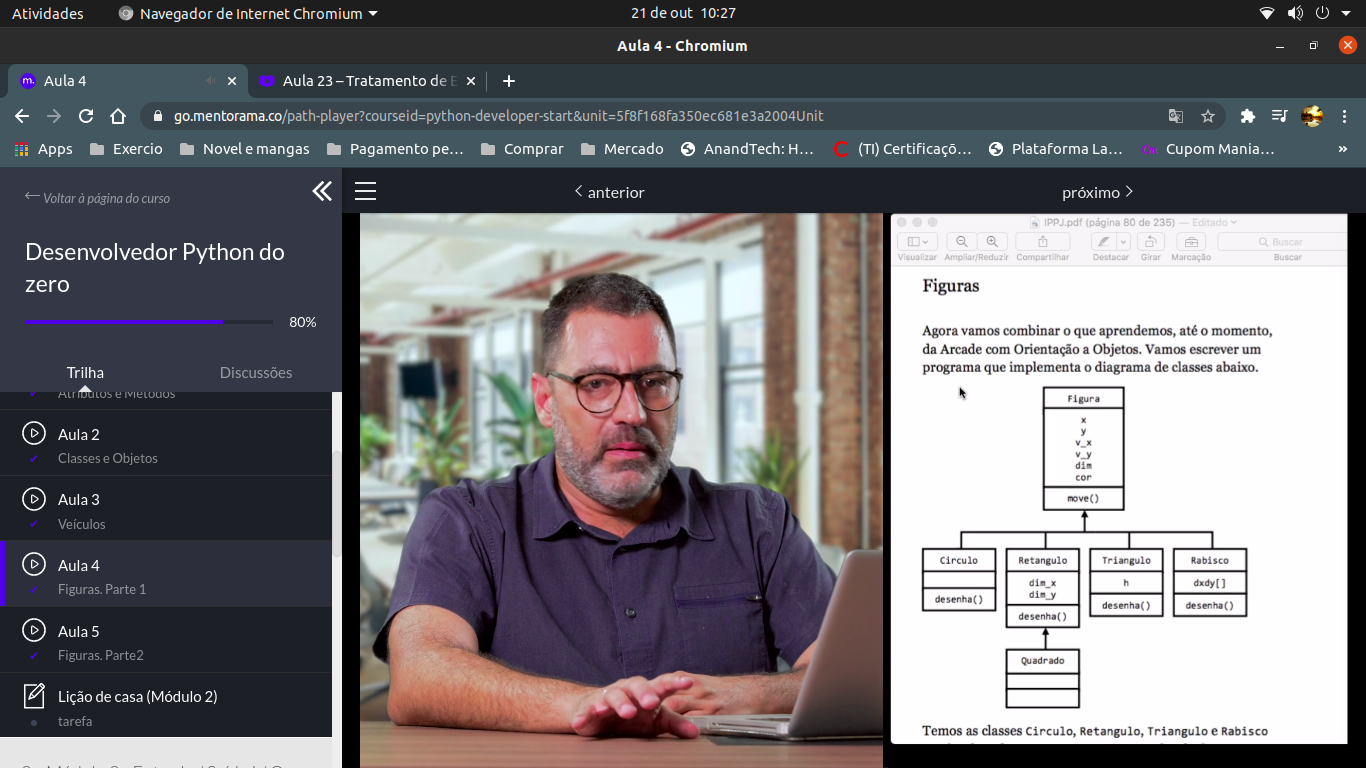 Atividades
Navegador de Internet Chromium
21 de out 10:27
Aula 4 - Chromium
Aula 4
Aula 23 – Tratamento de E
go.mentorama.co/path-player?courseid=python-developer-start&unit=5f8f168fa350ec681e3a2004Unit
Apps
Exercio
Novel e mangas
Pagamento pe…
Comprar
Mercado
AnandTech: H…
(TI) Certificaçõ…
Plataforma La…
Cupom Mania…
»
Voltar à página do curso
Desenvolvedor Python do
zero
80%
Trilha
Discussões
Atributos e Métodos
Aula 2
Classes e Objetos
Aula 3
Veículos
Aula 4
Figuras. Parte 1
Aula 5
Figuras. Parte2
Lição de casa (Módulo 2)
tarefa
anterior
próximo
IPPJ.pdf (página 80 de 235) — Editado
Visualizar
Ampliar/Reduzir
Compartilhar
Destacar
Girar
Marcação
Buscar
Buscar
Figuras
Agora vamos combinar o que aprendemos, até o momento,
da Arcade com Orientação a Objetos. Vamos escrever um
programa que implementa o diagrama de classes abaixo.
Figura
x
y
v_x
v_y
dim
cor
move()
Circulo
desenha()
Retangulo
dim_x
dim_y
desenha()
Triangulo
h
desenha()
Rabisco
dxdy[]
desenha()
Quadrado
Temos as classes Circulo, Retangulo, Triangulo e Rabisco